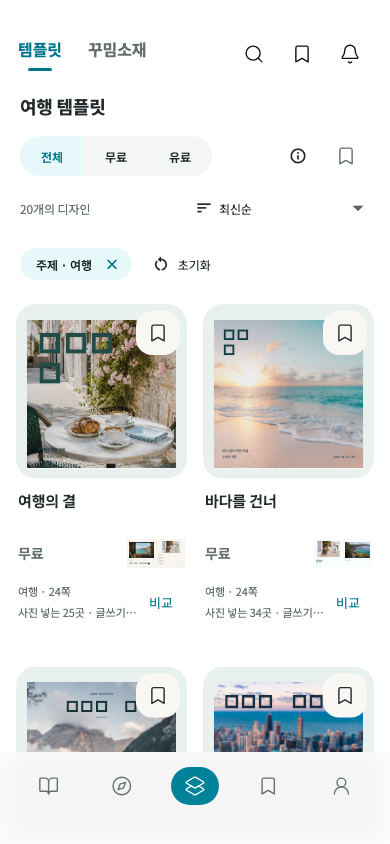 템플릿 꾸밈소재
여행 템플릿
전체 무료 유료
20개의 디자인 최신순
주제 · 여행 초기화
여행의 결 바다를 건너
무료 무료
여행 · 24쪽 여행 · 24쪽
사진 넣는 25곳 · 글쓰기… 비교 사진 넣는 34곳 · 글쓰기… 비교